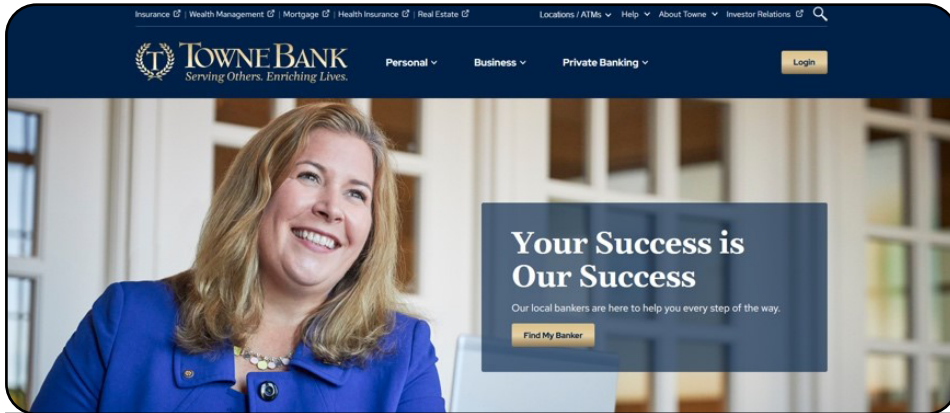 Insurance | Wealth Management | Mortgage | Health Insurance | Real Estate
Locations / ATMs Help About Towne Investor Relations
T TOWNE BANK
Serving Others. Enriching Lives.
Personal Business Private Banking
Login
Your Success is
Our Success
Our local bankers are here to help you every step of the way.
Find My Banker